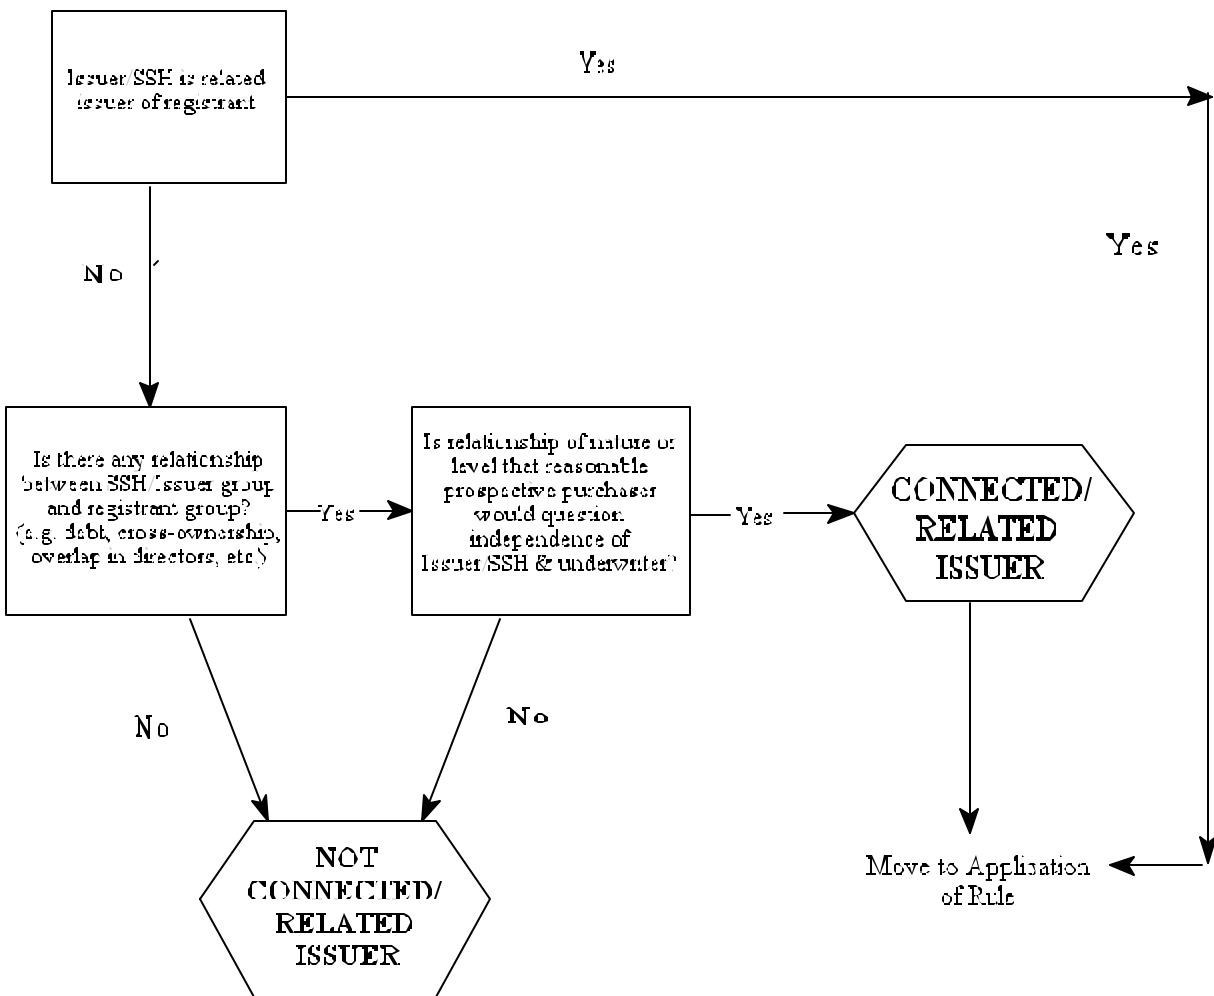 Issuer/SSH is related
issuer of registrant
Yes
Yes
No
Is there any relationship
between SSH/Issuer group
and registrant group?
(e.g. debt, cross-ownership,
overlap in directors, etc.)
Yes
Is relationship of nature or
level that reasonable
prospective purchaser
would question
independence of
Issuer/SSH & underwriter?
Yes
CONNECTED/
RELATED
ISSUER
No
No
NOT
CONNECTED/
RELATED
ISSUER
Move to Application
of Rule